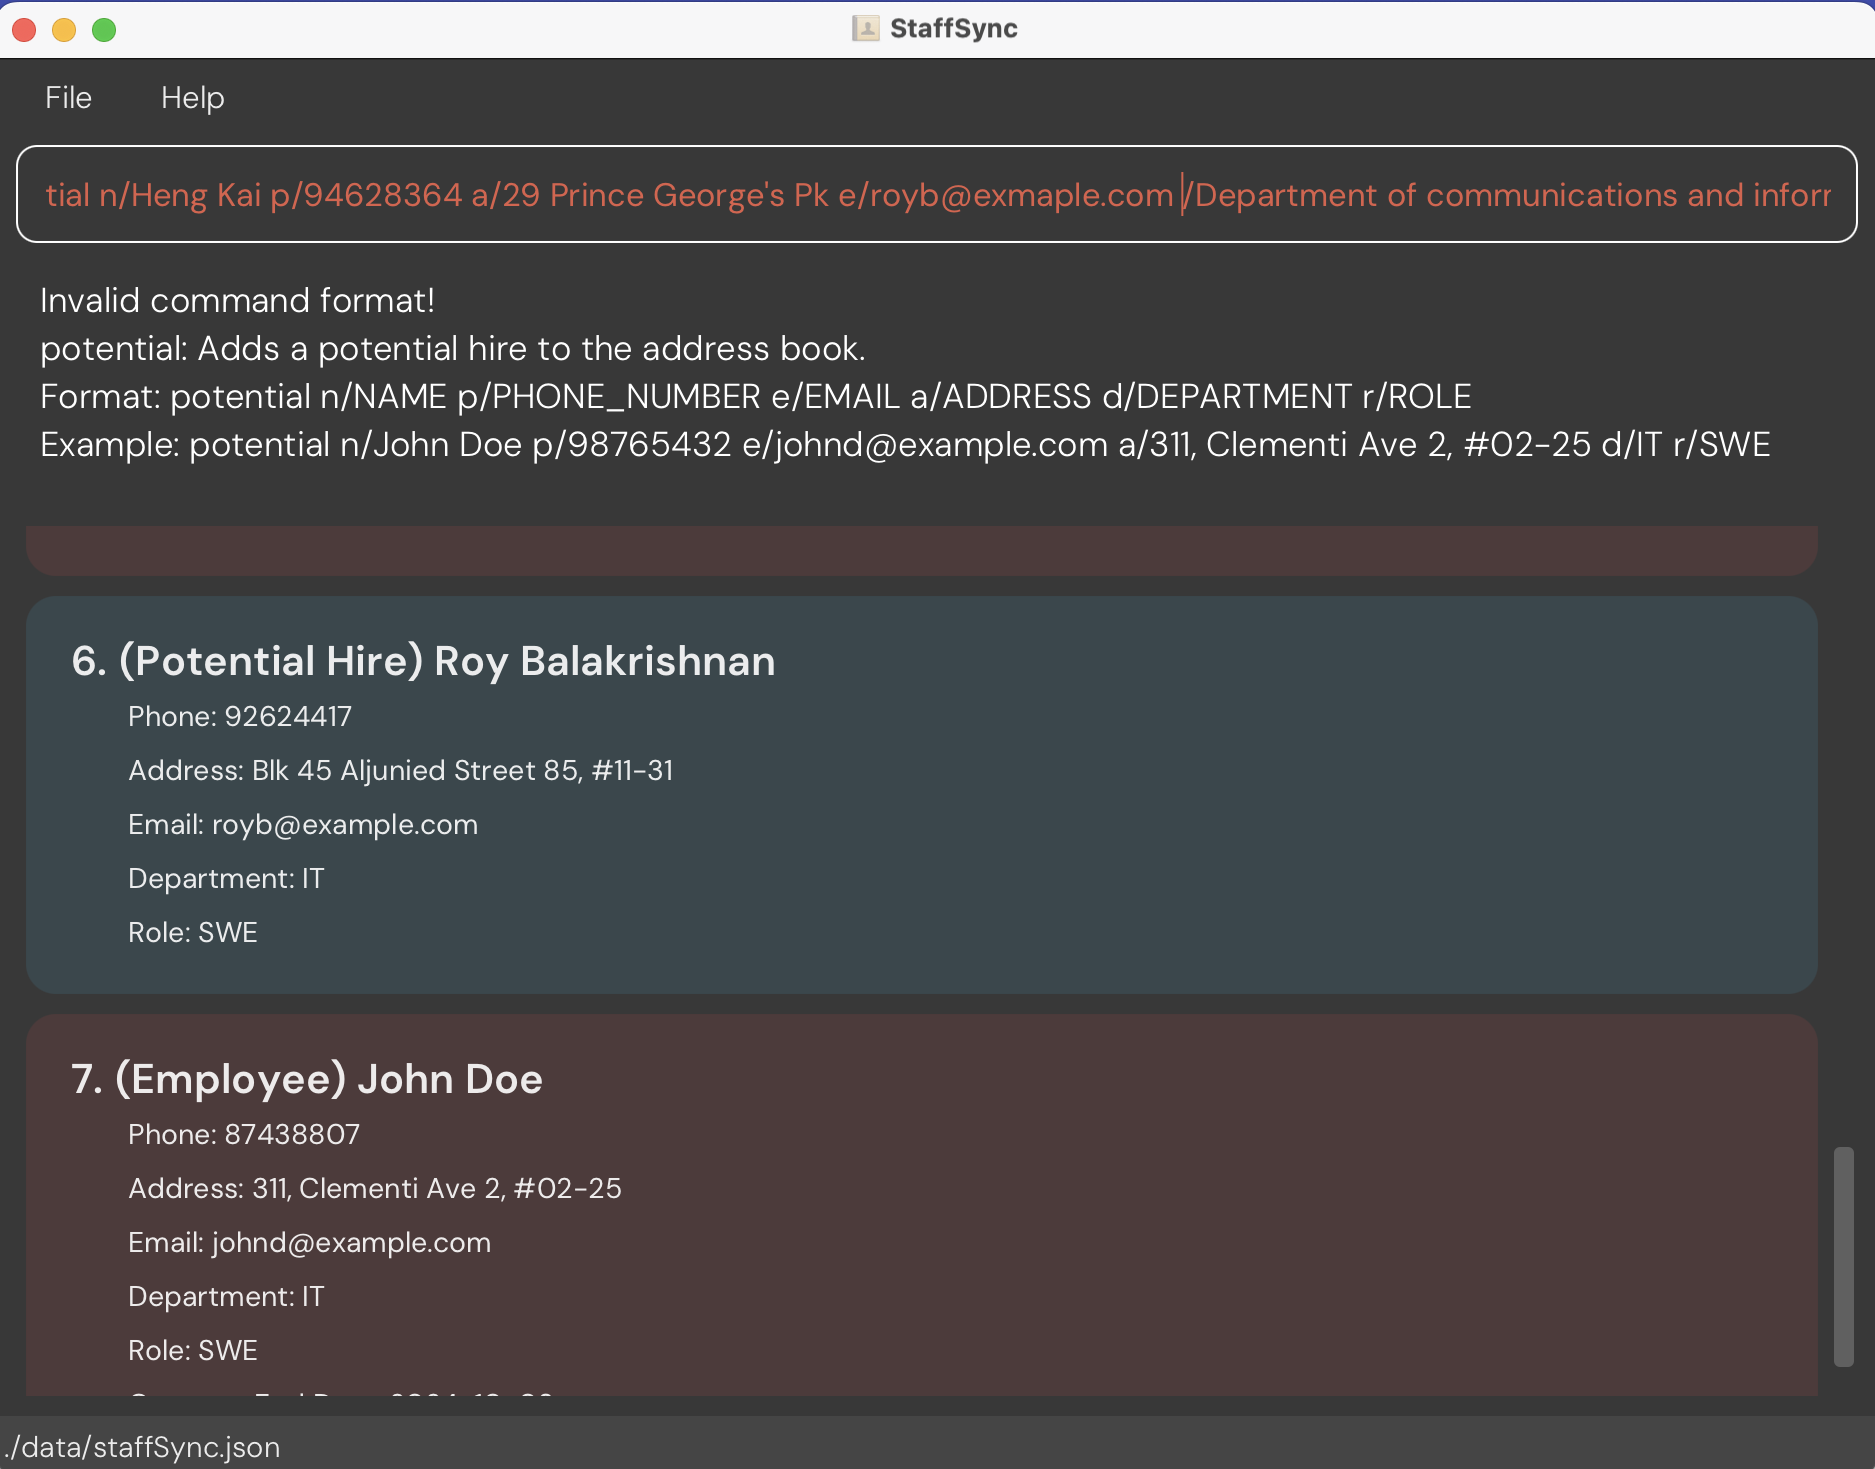 StaffSync
File Help
tial n/Heng Kai p/94628364 a/29 Prince George's Pk e/royb@exmaple.com /Department of communications and inforr
Invalid command format!
potential: Adds a potential hire to the address book.
Format: potential n/NAME p/PHONE_NUMBER e/EMAIL a/ADDRESS d/DEPARTMENT r/ROLE
Example: potential n/John Doe p/98765432 e/johnd@example.com a/311, Clementi Ave 2, #02-25 d/IT r/SWE
6. (Potential Hire) Roy Balakrishnan
Phone: 92624417
Address: Blk 45 Aljunied Street 85, #11-31
Email: royb@example.com
Department: IT
Role: SWE
7. (Employee) John Doe
Phone: 87438807
Address: 311, Clementi Ave 2, #02-25
Email: johnd@example.com
Department: IT
Role: SWE
./data/staffSync.json